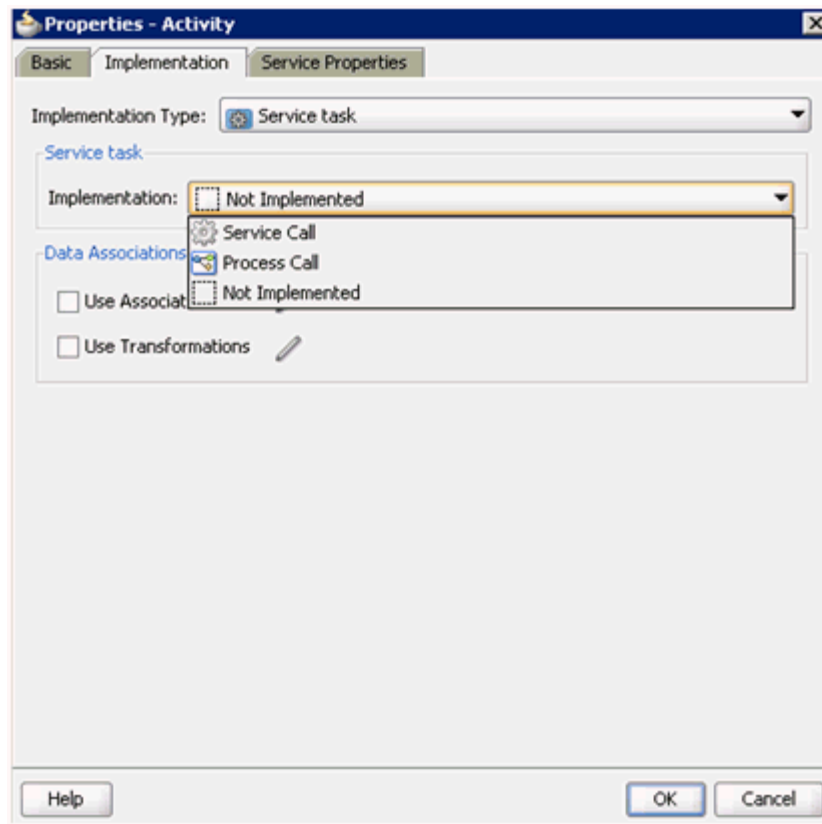 Properties - Activity
Basic Implementation Service Properties
Implementation Type: Service task
Service task
Implementation: Not Implemented
Service Call
Data Associations
Process Call
Use Associat
Not Implemented
Use Transformations
Help OK Cancel